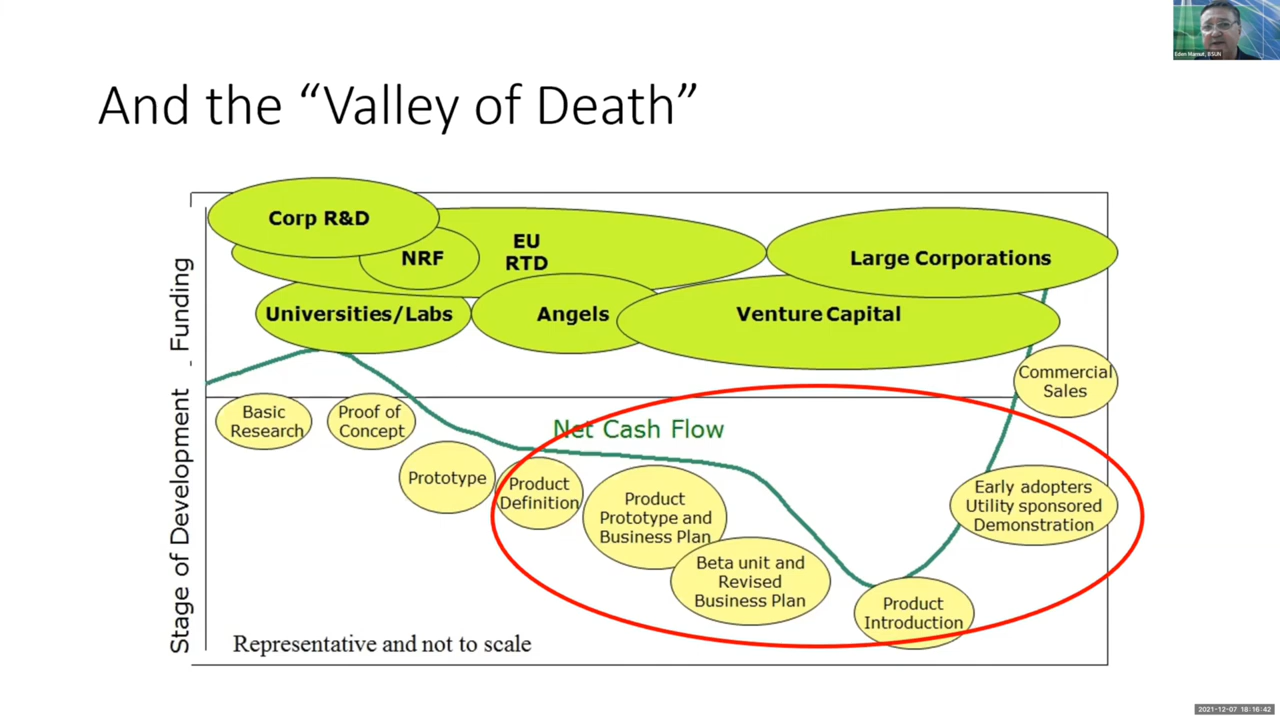 Eden Mamut, BSUN
And the “Valley of Death”
Stage of Development . Funding
Corp R&D
NRF
EU
RTD
Large Corporations
Universities/Labs
Angels
Venture Capital
Commercial
Sales
Basic
Research
Proof of
Concept
Net Cash Flow
Prototype
Product
Definition
Product
Prototype and
Business Plan
Early adopters
Utility sponsored
Demonstration
Beta unit and
Revised
Business Plan
Product
Introduction
Representative and not to scale
2021-12-07 18:16:42